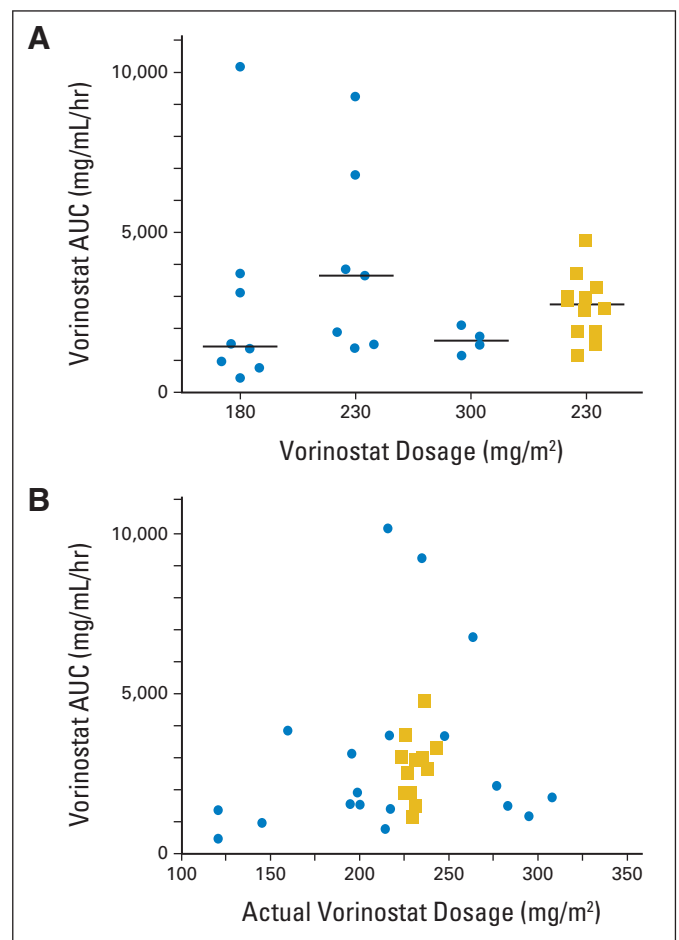 A
Vorinostat AUC (mg/mL/hr)
10,000
5,000
0
180 230 300 230
Vorinostat Dosage (mg/m²)
B
Vorinostat AUC (mg/mL/hr)
10,000
5,000
0
100 150 200 250 300 350
Actual Vorinostat Dosage (mg/m²)